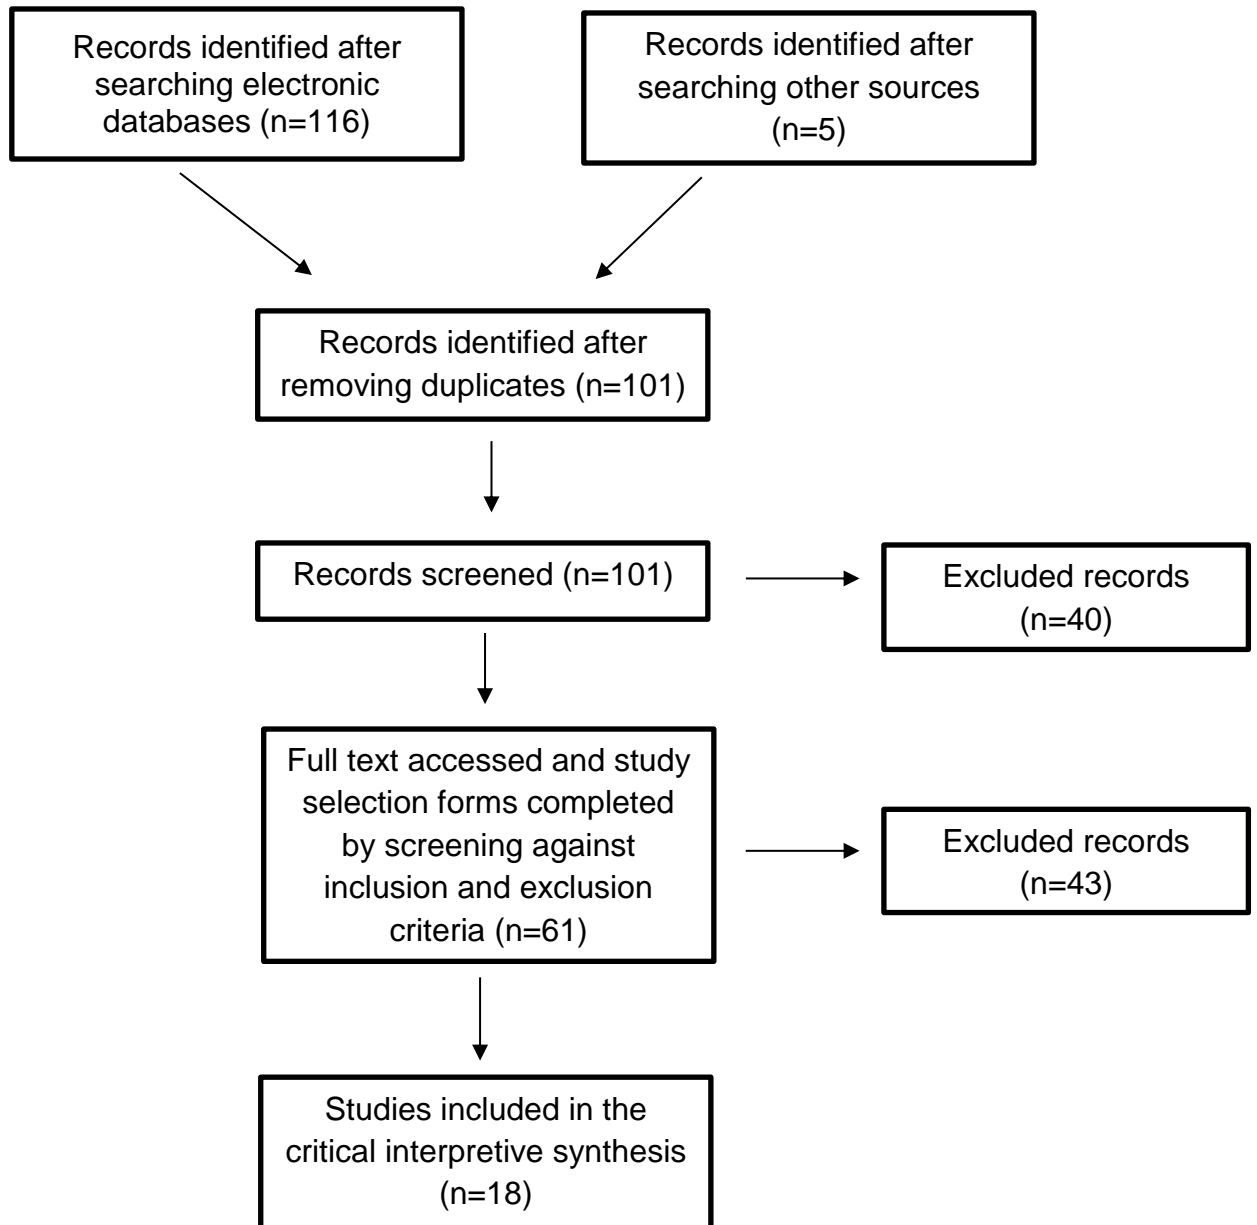 Records identified after
searching electronic
databases (n=116)
Records identified after
searching other sources
(n=5)
Records identified after
removing duplicates (n=101)
Records screened (n=101)
Excluded records
(n=40)
Full text accessed and study
selection forms completed
by screening against
inclusion and exclusion
criteria (n=61)
Excluded records
(n=43)
Studies included in the
critical interpretive synthesis
(n=18)